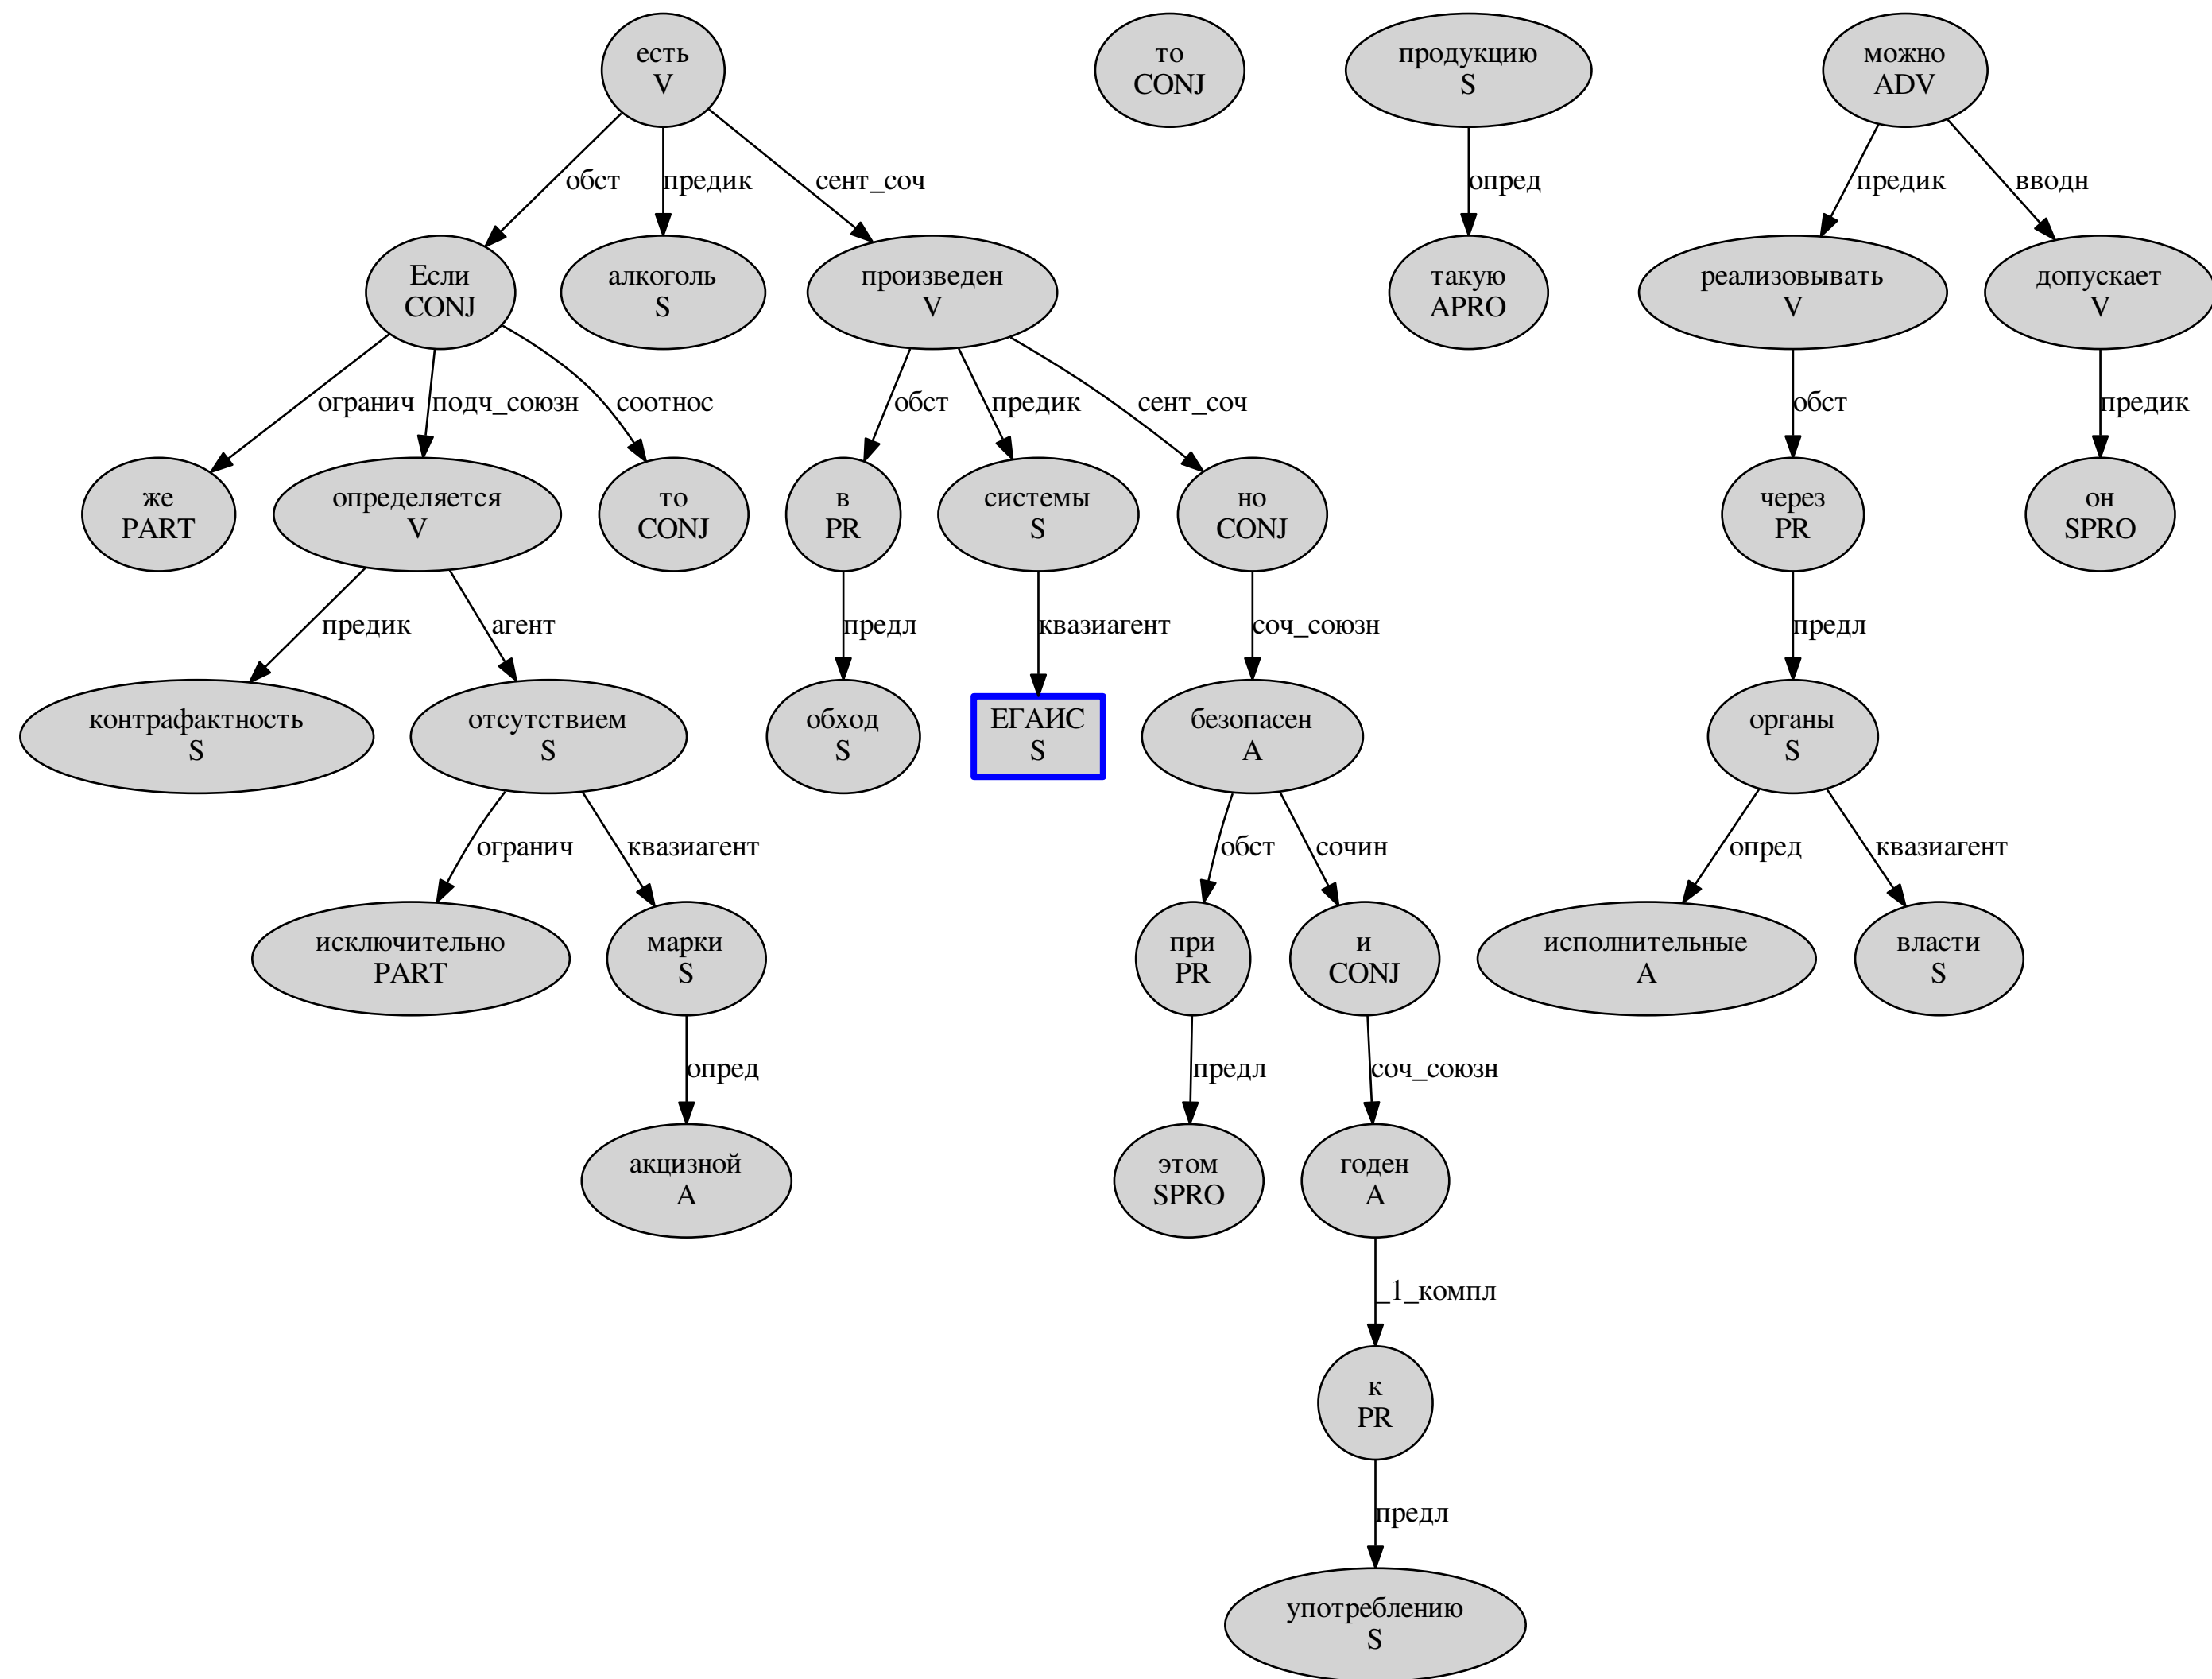 есть
V
то
CONJ
продукцию
S
можно
ADV
обст
предик
сент_соч
опред
предик
вводн
Если
CONJ
алкоголь
S
произведен
V
такую
APRO
реализовывать
V
допускает
V
огранич
подч_союзн
соотнос
обст
предик
сент_соч
обст
предик
же
PART
определяется
V
то
CONJ
в
PR
системы
S
но
CONJ
через
PR
он
SPRO
предик
агент
предл
квазиагент
соч_союзн
предл
контрафактность
S
отсутствием
S
обход
S
ЕГАИС
S
безопасен
A
органы
S
огранич
квазиагент
обст
сочин
опред
квазиагент
исключительно
PART
марки
S
при
PR
и
CONJ
исполнительные
A
власти
S
опред
предл
соч_союзн
акцизной
A
этом
SPRO
годен
A
_1_компл
к
PR
предл
употреблению
S